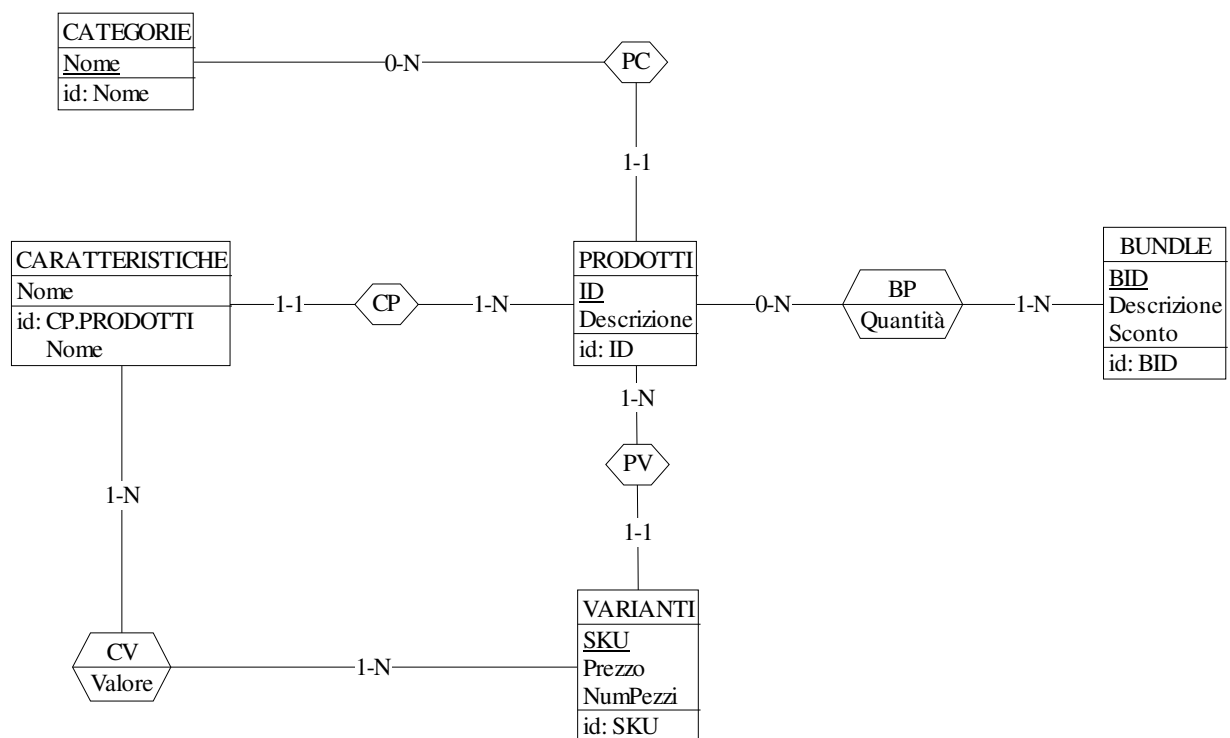 CATEGORIE
Nome
id: Nome
0-N
PC
1-1
CARATTERISTICHE
Nome
id: CP.PRODOTTI
Nome
1-1
CP
1-N
PRODOTTI
ID
Descrizione
id: ID
0-N
BP
Quantità
1-N
BUNDLE
BID
Descrizione
Sconto
id: BID
1-N
PV
1-1
1-N
CV
Valore
1-N
VARIANTI
SKU
Prezzo
NumPezzi
id: SKU